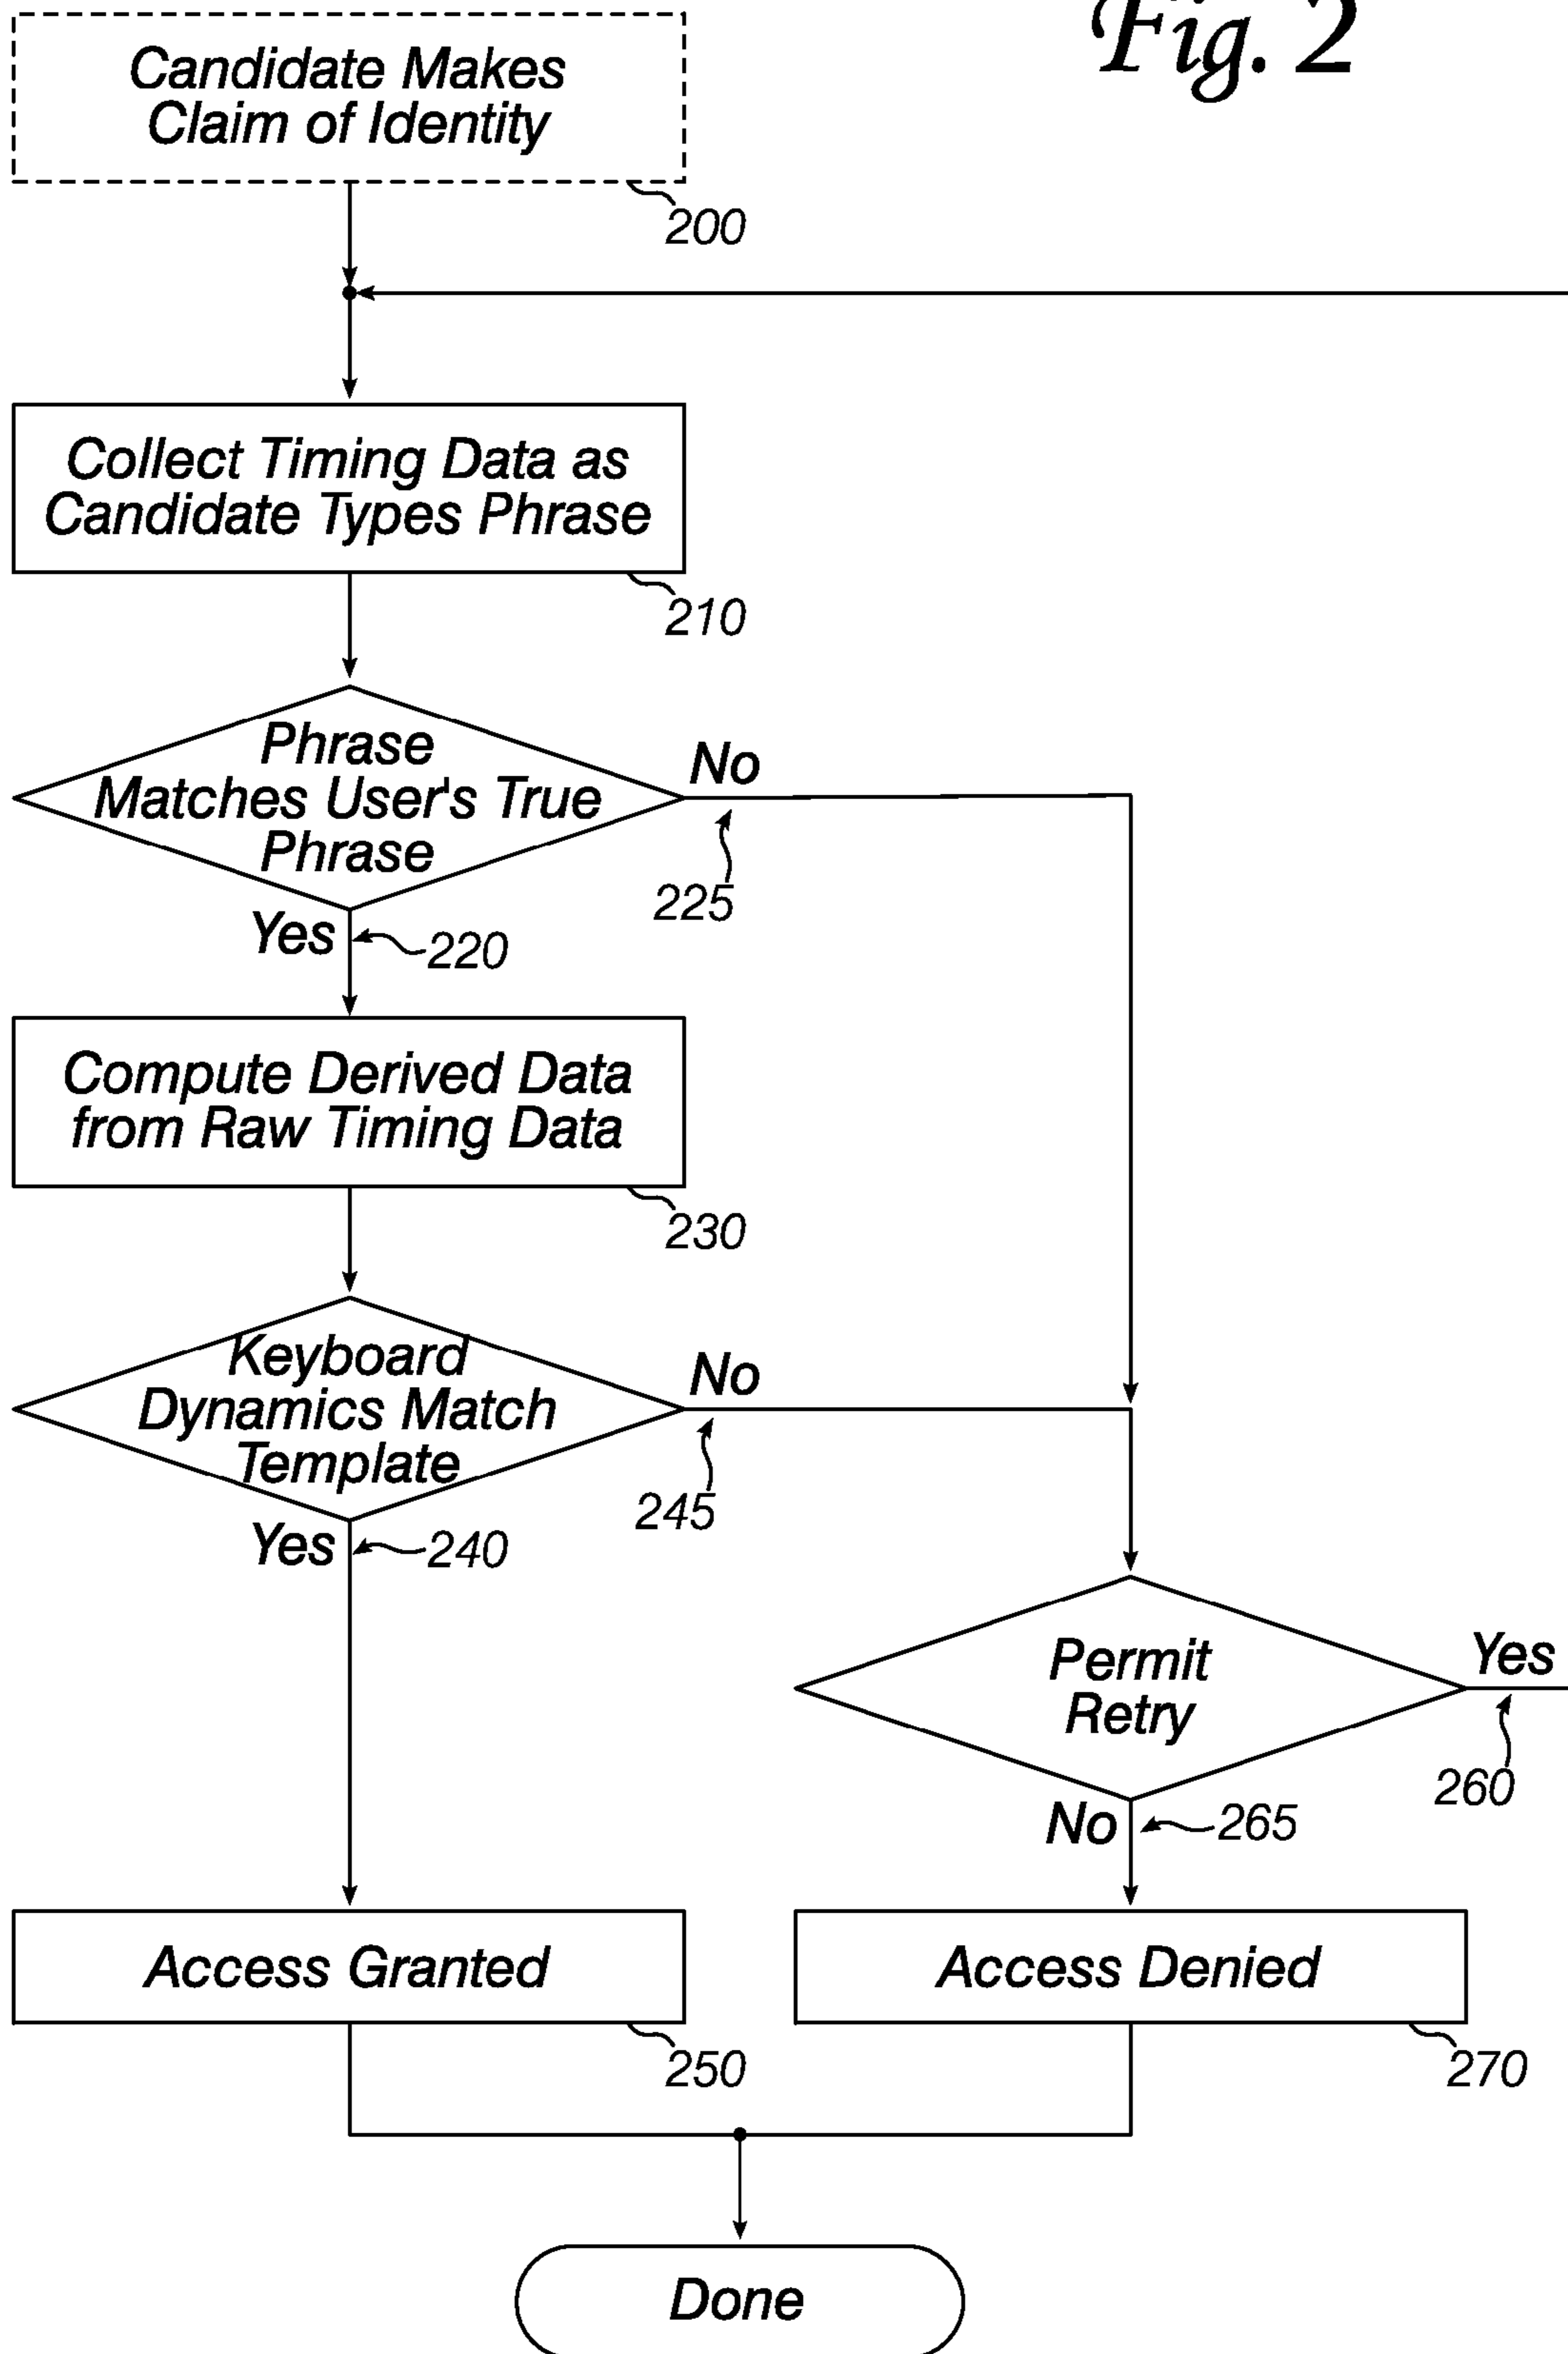 Fig. 2
Candidate Makes
Claim of Identity
200
Collect Timing Data as
Candidate Types Phrase
210
Phrase
Matches User's True
Phrase
No
225
Yes
220
Compute Derived Data
from Raw Timing Data
230
Keyboard
Dynamics Match
Template
No
245
Yes
240
Permit
Retry
Yes
260
No
265
Access Granted
250
Access Denied
270
Done